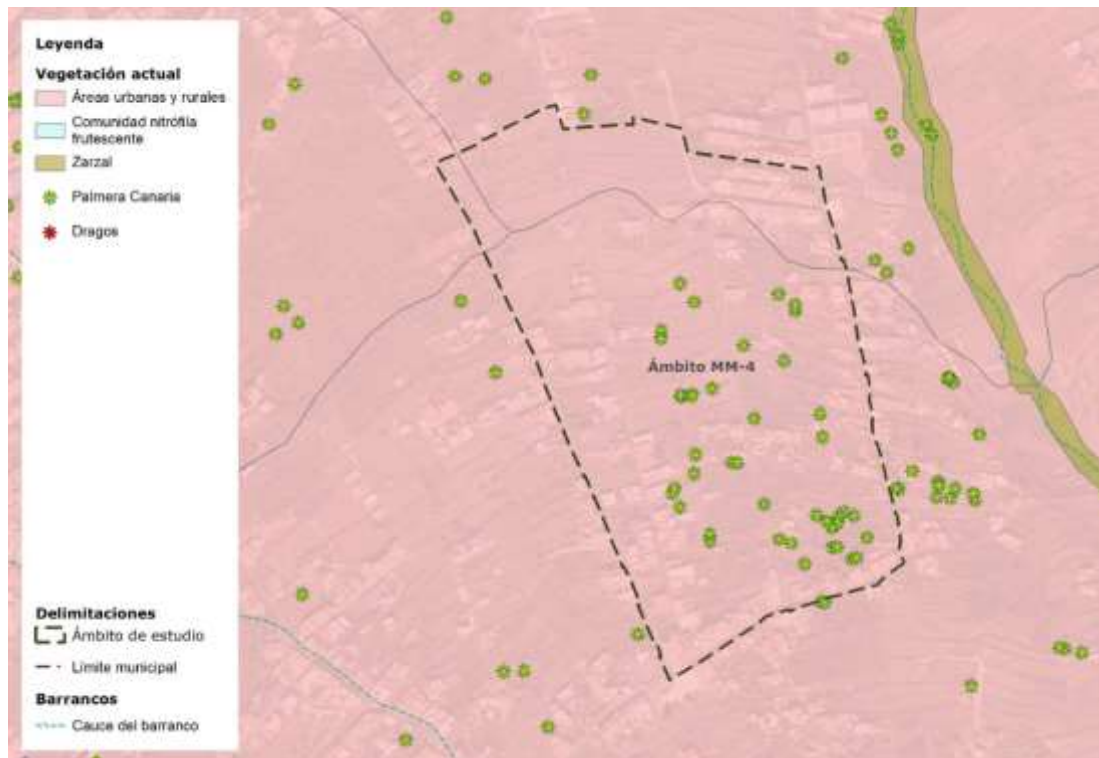 Leyenda
Vegetación actual
Áreas urbanas y rurales
Comunidad nitrófila
frutescente
Zarzal
Palmera Canaria
Dragos
Ámbito MM-4
Delimitaciones
Ámbito de estudio
Límite municipal
Barrancos
Cauce del barranco